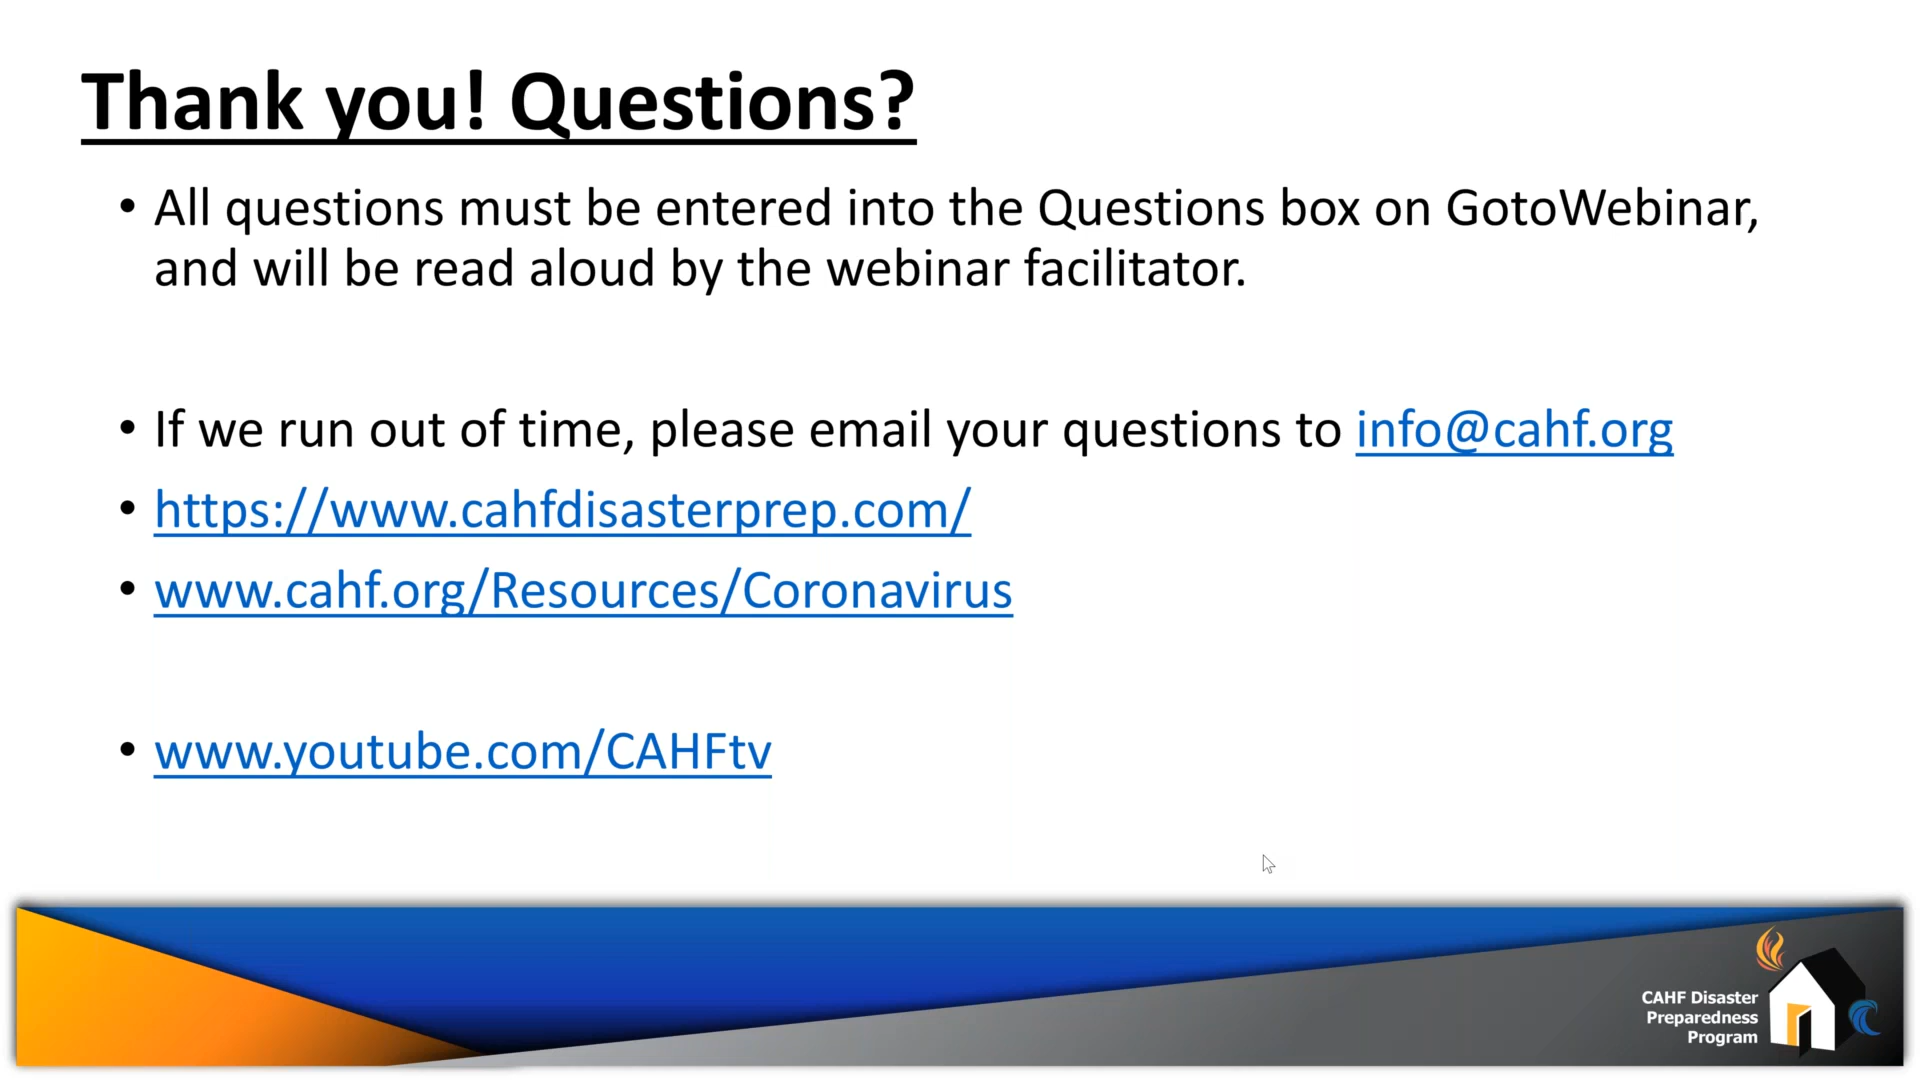 Thank you! Questions?
• All questions must be entered into the Questions box on GotoWebinar,
and will be read aloud by the webinar facilitator.
• If we run out of time, please email your questions to info@cahf.org
• https://www.cahfdisasterprep.com/
• www.cahf.org/Resources/Coronavirus
• www.youtube.com/CAHFtv
CAHF Disaster
Preparedness
Program